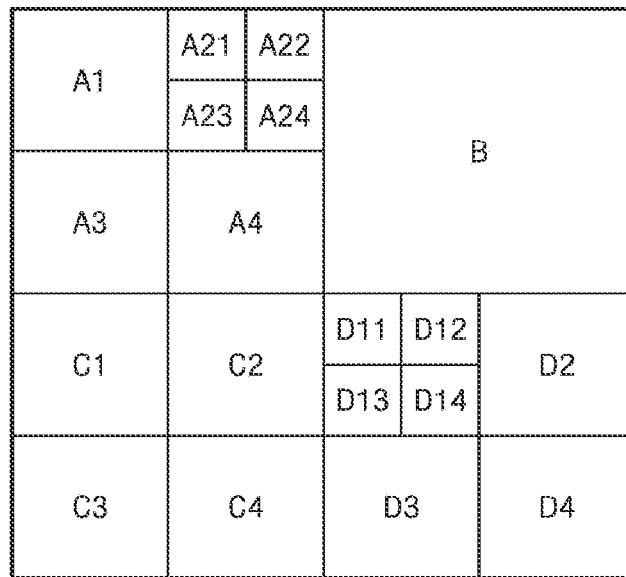 A21 A22
A1
A23 A24
B
A3 A4
D11 D12
C1 C2 D2
D13 D14
C3 C4 D3 D4